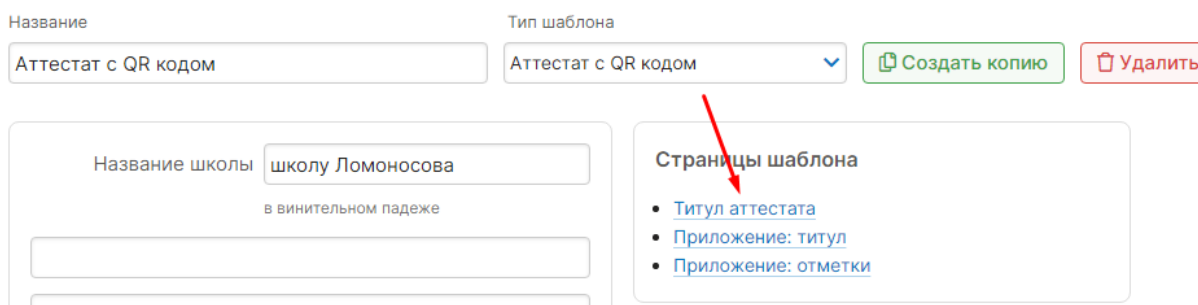 Название
Тип шаблона
Аттестат с QR кодом
Аттестат с QR кодом
Создать копию
Удалить
Название школы
школу Ломоносова
в винительном падеже
Страницы шаблона
Титул аттестата
Приложение: титул
Приложение: отметки